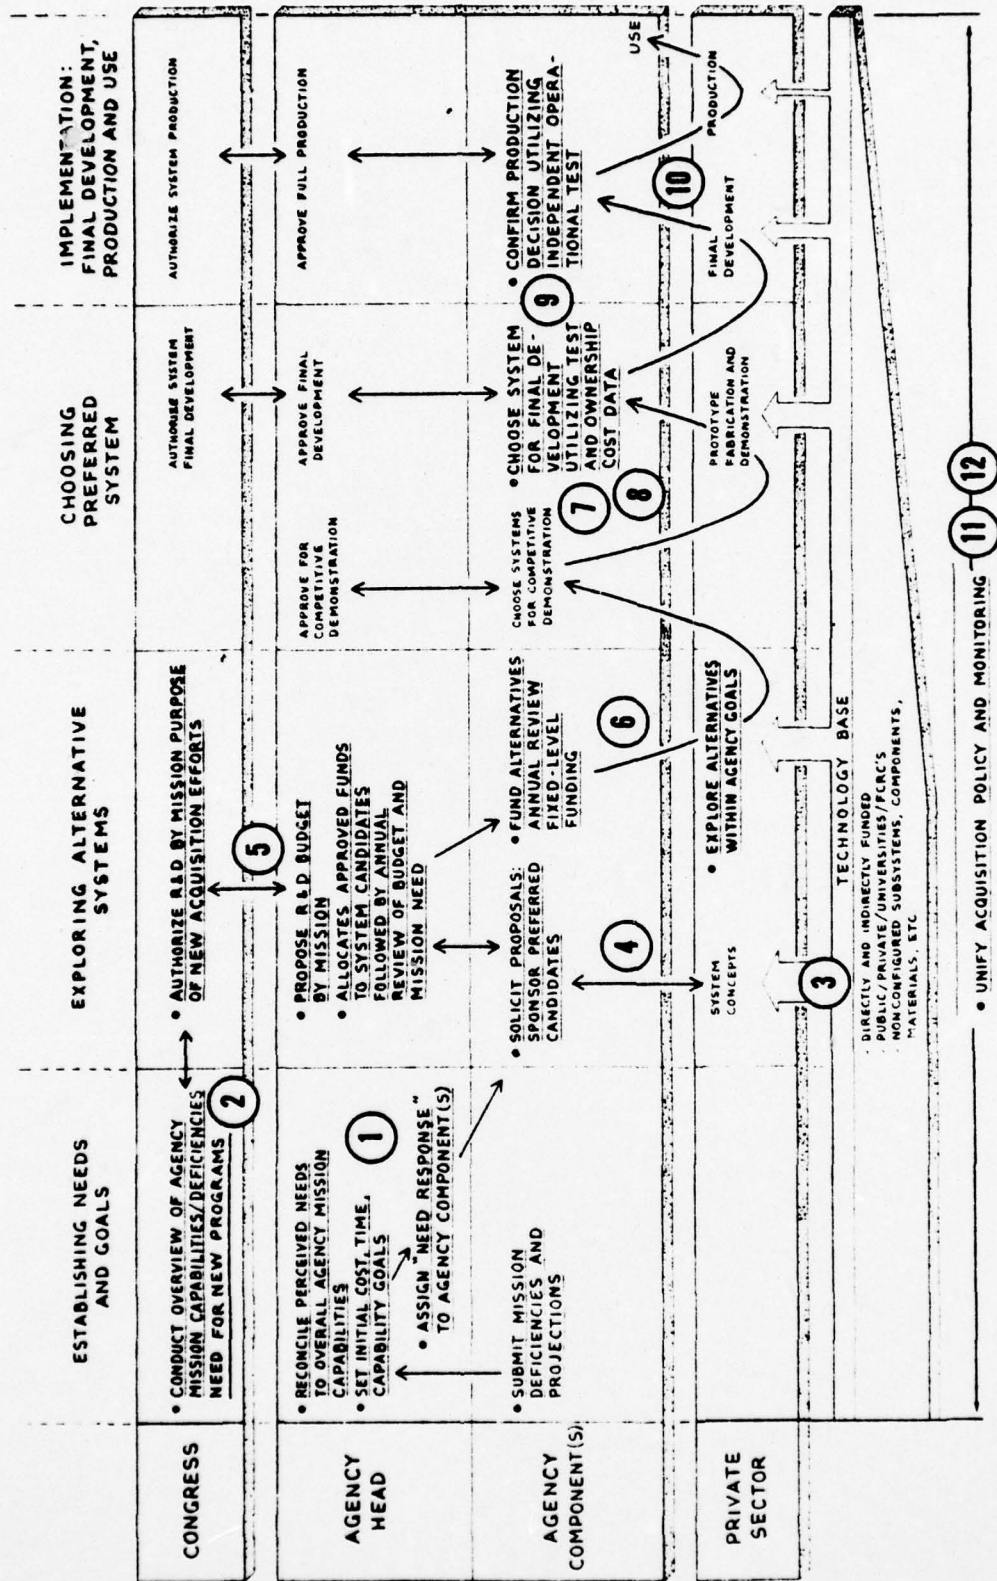 ESTABLISHING NEEDS
AND GOALS
EXPLORING ALTERNATIVE
SYSTEMS
CHOOSING
PREFERRED
SYSTEM
IMPLEMENTATION:
FINAL DEVELOPMENT,
PRODUCTION AND USE
CONGRESS
• CONDUCT OVERVIEW OF AGENCY
MISSION CAPABILITIES/DEFICIENCIES
NEED FOR NEW PROGRAMS
2
• AUTHORIZE R&D BY MISSION PURPOSE
OF NEW ACQUISITION EFFORTS
5
AUTHORIZE SYSTEM
FINAL DEVELOPMENT
AUTHORIZE SYSTEM PRODUCTION
AGENCY
HEAD
• RECONCILE PERCEIVED NEEDS
TO OVERALL AGENCY MISSION
CAPABILITIES
• SET INITIAL COST, TIME,
CAPABILITY GOALS
1
• ASSIGN "NEED RESPONSE"
TO AGENCY COMPONENT(S)
• PROPOSE R&D BUDGET
BY MISSION
• ALLOCATES APPROVED FUNDS
TO SYSTEM CANDIDATES
FOLLOWED BY ANNUAL
REVIEW OF BUDGET AND
MISSION NEED
APPROVE FOR
COMPETITIVE
DEMONSTRATION
APPROVE FINAL
DEVELOPMENT
APPROVE FULL PRODUCTION
AGENCY
COMPONENT(S)
• SUBMIT MISSION
DEFICIENCIES AND
PROJECTIONS
• SOLICIT PROPOSALS:
SPONSOR PREFERRED
CANDIDATES
4
• FUND ALTERNATIVES
ANNUAL REVIEW
FIXED-LEVEL
FUNDING
6
CHOOSE SYSTEMS
FOR COMPETITIVE
DEMONSTRATION
7
8
• CHOOSE SYSTEM
FOR FINAL DE-
VELOPMENT
UTILIZING TEST
AND OWNERSHIP
COST DATA
9
• CONFIRM PRODUCTION
DECISION UTILIZING
INDEPENDENT OPERA-
TIONAL TEST
10
USE
PRIVATE
SECTOR
SYSTEM
CONCEPTS
3
• EXPLORE ALTERNATIVES
WITHIN AGENCY GOALS
PROTOTYPE
FABRICATION AND
DEMONSTRATION
FINAL
DEVELOPMENT
PRODUCTION
TECHNOLOGY BASE
- DIRECTLY AND INDIRECTLY FUNDED
- PUBLIC/PRIVATE/UNIVERSITIES/FCRC'S
- NONCONFIGURED SUBSYSTEMS, COMPONENTS,
MATERIALS, ETC
• UNIFY ACQUISITION POLICY AND MONITORING
11
12